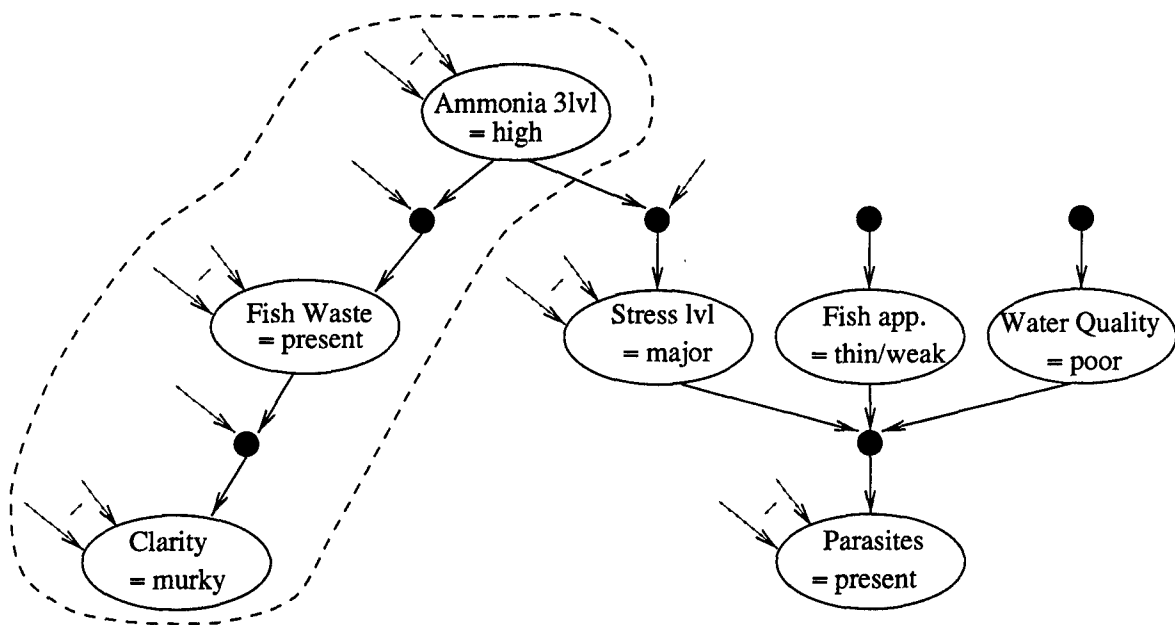 Ammonia 3lvl
= high
Fish Waste
= present
Stress lvl
= major
Fish app.
= thin/weak
Water Quality
= poor
Clarity
= murky
Parasites
= present